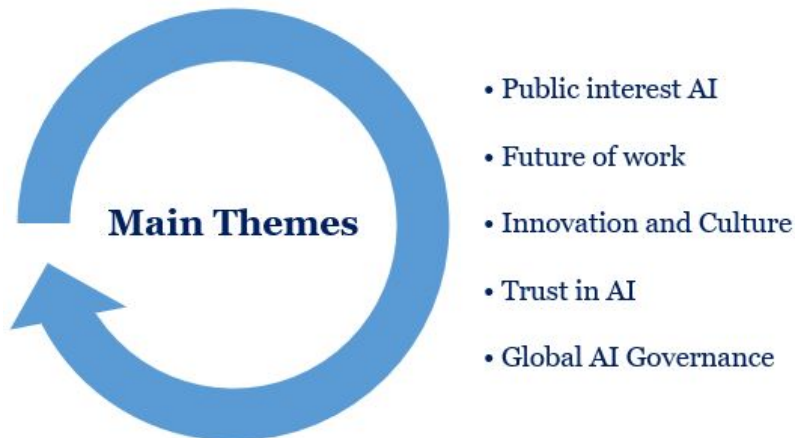 Main Themes
• Public interest AI
• Future of work
• Innovation and Culture
• Trust in AI
• Global AI Governance